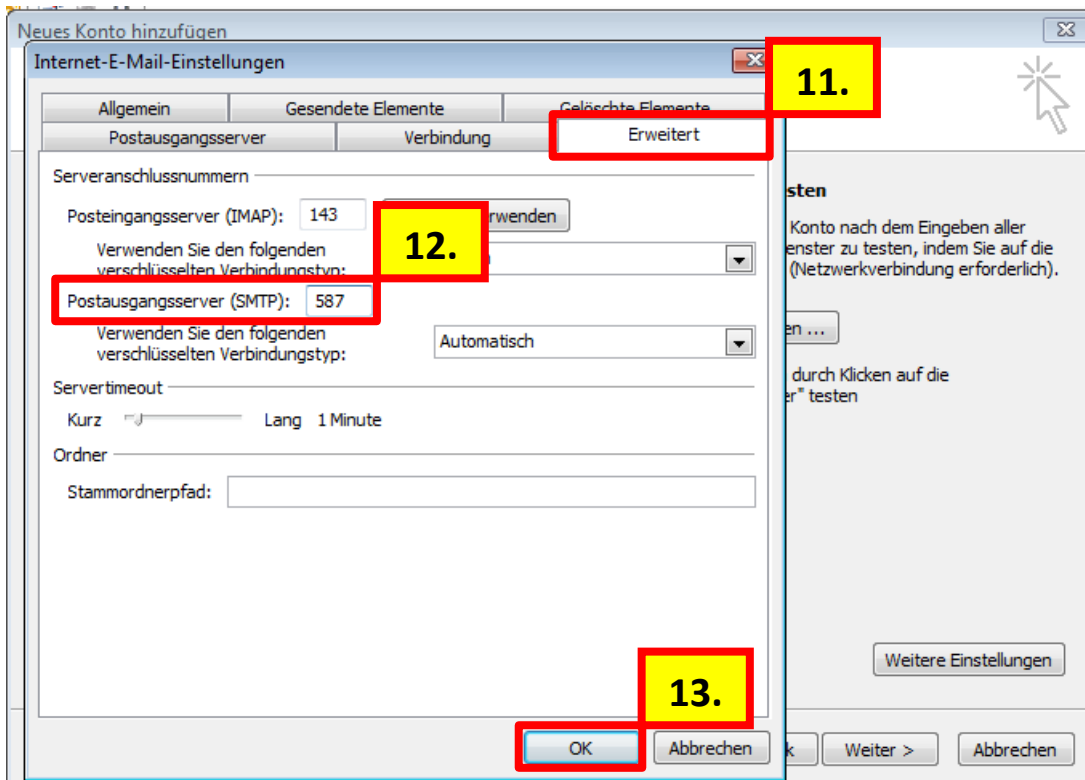 Neues Konto hinzufügen
Internet-E-Mail-Einstellungen
11.
Allgemein Gesendete Elemente Gelöschte Elemente
Postausgangsserver Verbindung Erweitert
Serveranschlussnummern
sten
Posteingangsserver (IMAP): 143 rwenden
Konto nach dem Eingeben aller
12.
Verwenden Sie den folgenden
enster zu testen, indem Sie auf die
verschlüsselten Verbindungstyp:
(Netzwerkverbindung erforderlich).
Postausgangsserver (SMTP): 587
Verwenden Sie den folgenden
verschlüsselten Verbindungstyp: Automatisch
en ...
durch Klicken auf die
er" testen
Servertimeout
Kurz Lang 1 Minute
Ordner
Stammordnerpfad:
Weitere Einstellungen
13.
OK Abbrechen
k Weiter > Abbrechen